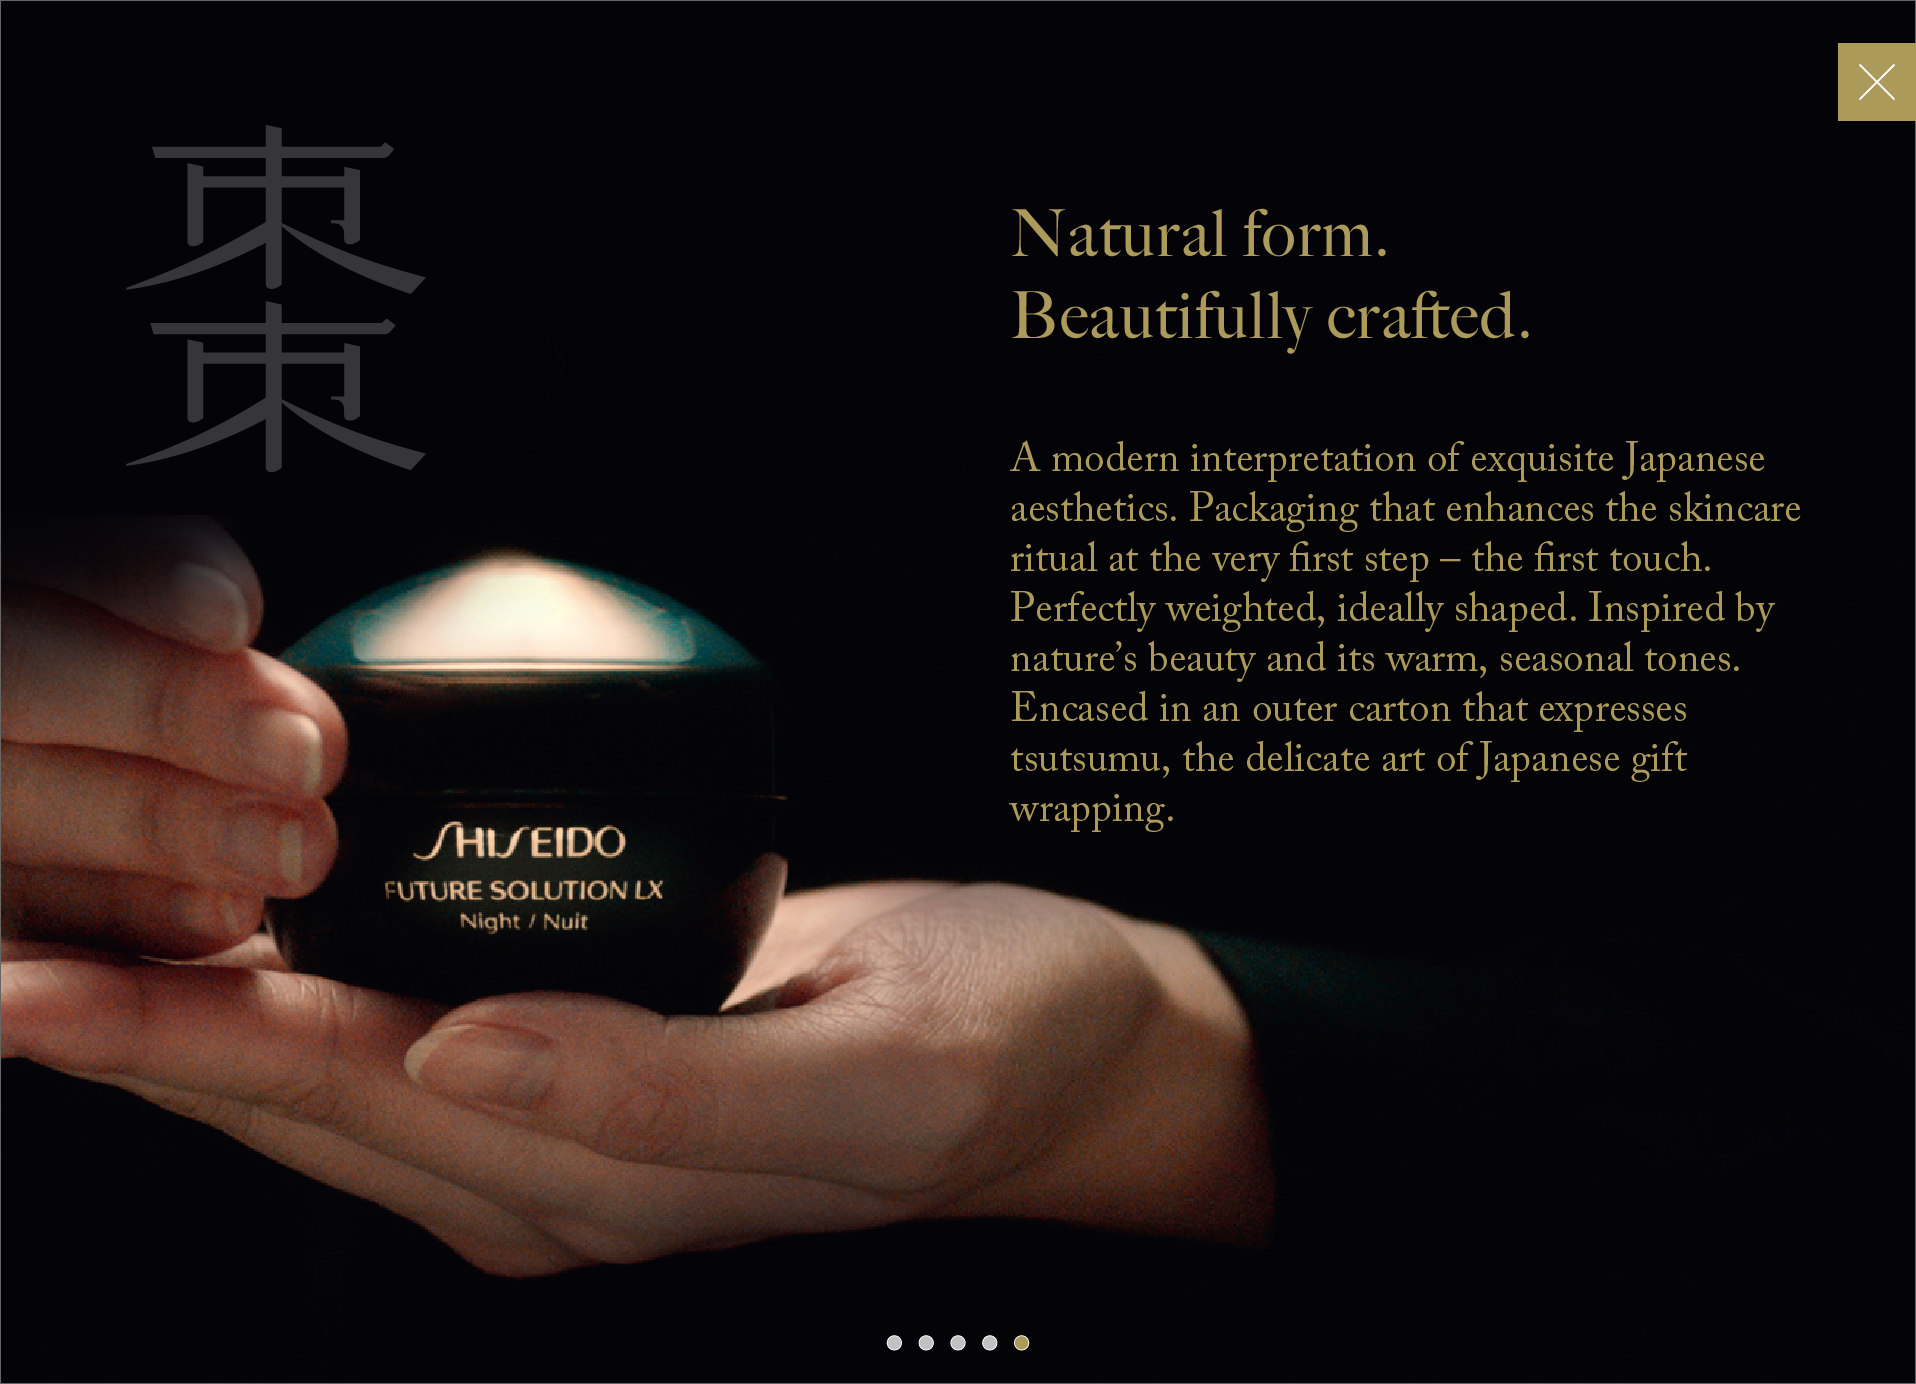 棗
Natural form.
Beautifully crafted.
A modern interpretation of exquisite Japanese
aesthetics. Packaging that enhances the skincare
ritual at the very first step – the first touch.
Perfectly weighted, ideally shaped. Inspired by
nature’s beauty and its warm, seasonal tones.
Encased in an outer carton that expresses
tsutsumu, the delicate art of Japanese gift
wrapping.
SHISEIDO
FUTURE SOLUTION LX
Night / Nuit